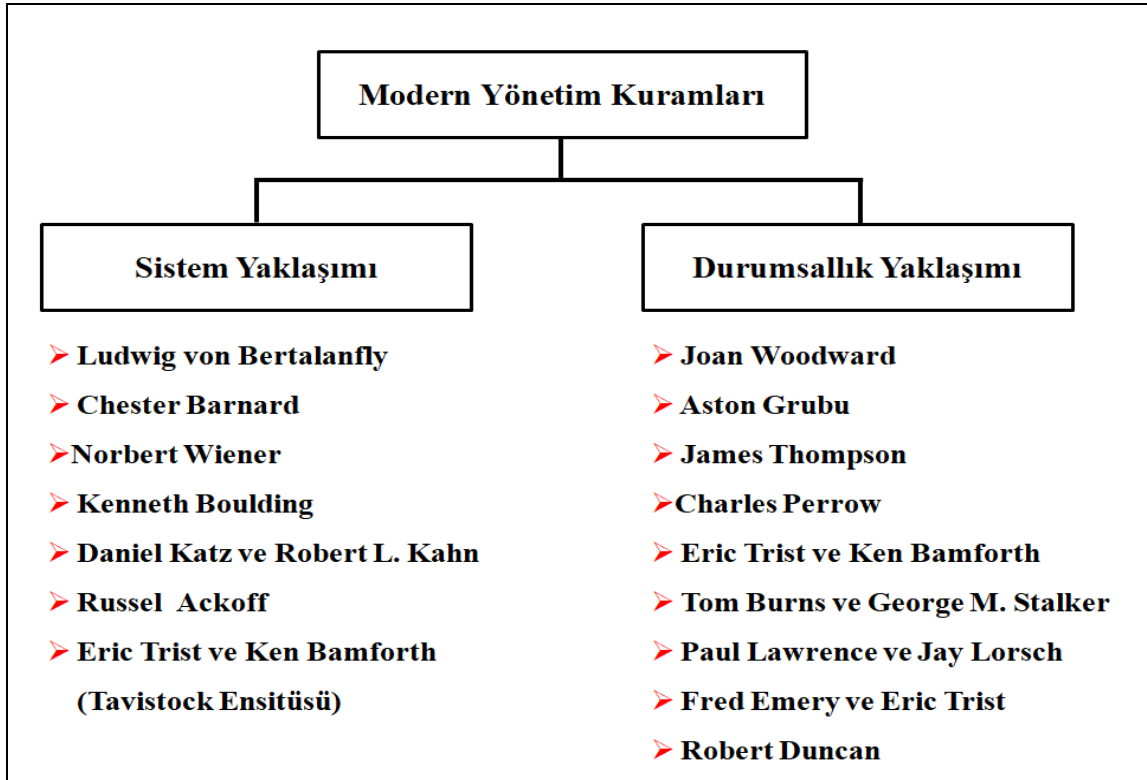 Modern Yönetim Kuramları
Sistem Yaklaşımı
➢ Ludwig von Bertalanfly
➢ Chester Barnard
➢Norbert Wiener
➢ Kenneth Boulding
➢ Daniel Katz ve Robert L. Kahn
➢ Russel Ackoff
➢ Eric Trist ve Ken Bamforth
(Tavistock Ensitüsü)
Durumsallık Yaklaşımı
➢ Joan Woodward
➢ Aston Grubu
➢ James Thompson
➢Charles Perrow
➢ Eric Trist ve Ken Bamforth
➢ Tom Burns ve George M. Stalker
➢ Paul Lawrence ve Jay Lorsch
➢ Fred Emery ve Eric Trist
➢ Robert Duncan